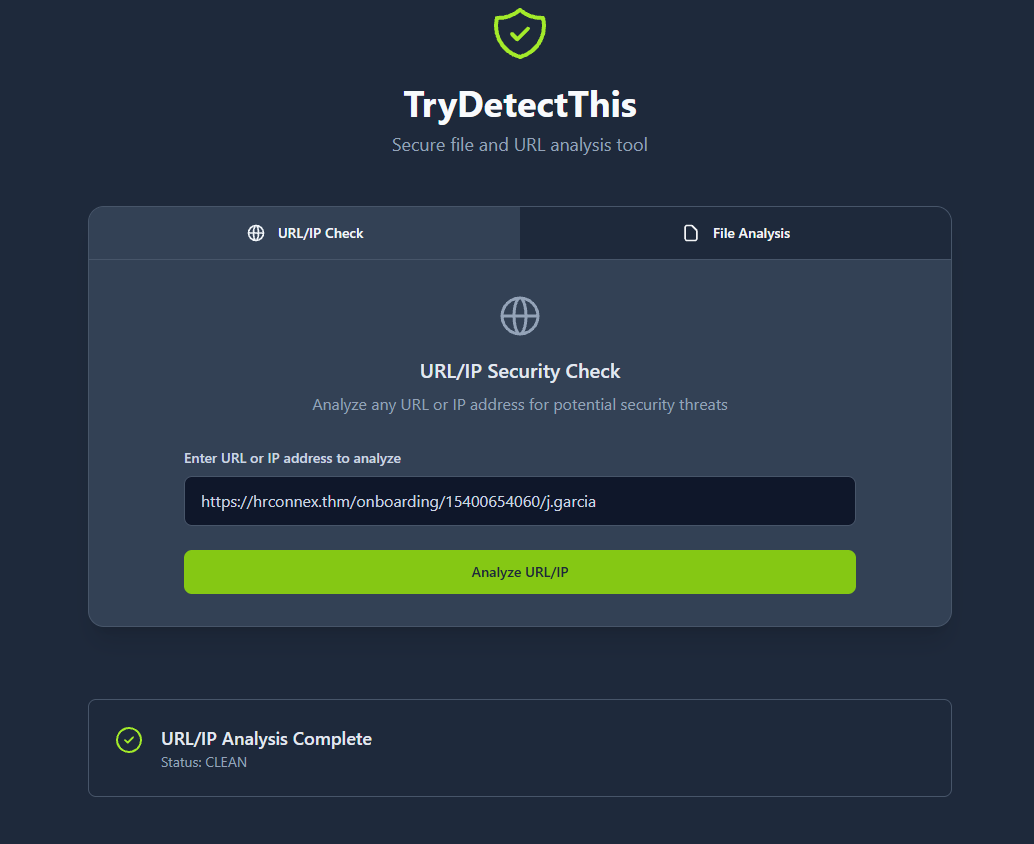 TryDetectThis
Secure file and URL analysis tool
URL/IP Check
File Analysis
URL/IP Security Check
Analyze any URL or IP address for potential security threats
Enter URL or IP address to analyze
https://hrconnex.thm/onboarding/15400654060/j.garcia
Analyze URL/IP
URL/IP Analysis Complete
Status: CLEAN